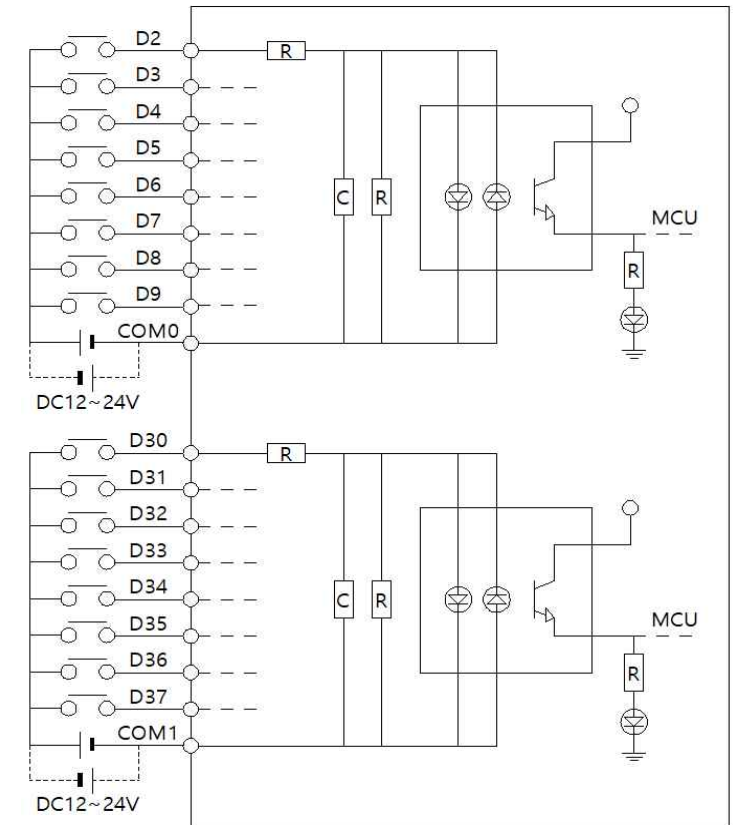 D2
R
D3
D4
D5
D6
C
R
D7
MCU
D8
R
D9
COM0
DC12~24V
D30
R
D31
D32
D33
D34
C
R
D35
MCU
D36
R
D37
COM1
DC12~24V